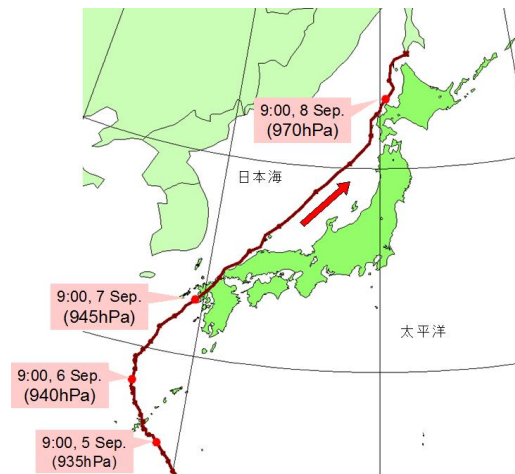 9:00, 8 Sep.
(970hPa)
日本海
9:00, 7 Sep.
(945hPa)
太平洋
9:00, 6 Sep.
(940hPa)
9:00, 5 Sep.
(935hPa)